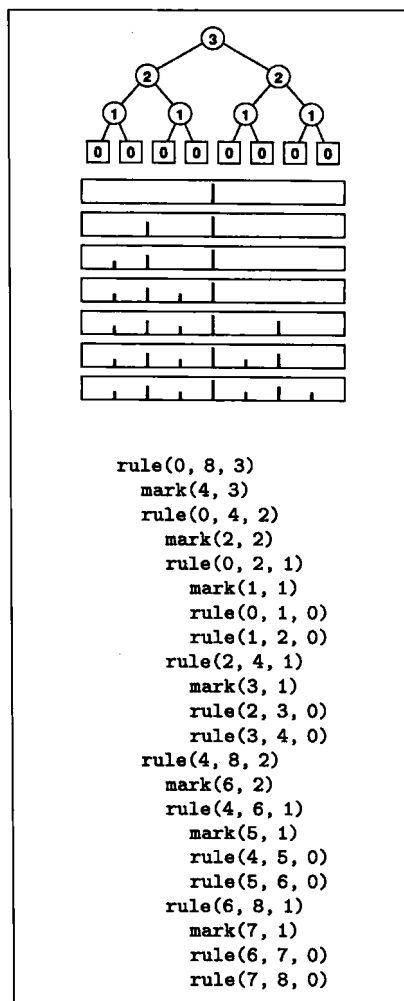 3
2 2
1 1 1 1
0 0 0 0 0 0 0 0
rule(0, 8, 3)
mark(4, 3)
rule(0, 4, 2)
mark(2, 2)
rule(0, 2, 1)
mark(1, 1)
rule(0, 1, 0)
rule(1, 2, 0)
rule(2, 4, 1)
mark(3, 1)
rule(2, 3, 0)
rule(3, 4, 0)
rule(4, 8, 2)
mark(6, 2)
rule(4, 6, 1)
mark(5, 1)
rule(4, 5, 0)
rule(5, 6, 0)
rule(6, 8, 1)
mark(7, 1)
rule(6, 7, 0)
rule(7, 8, 0)